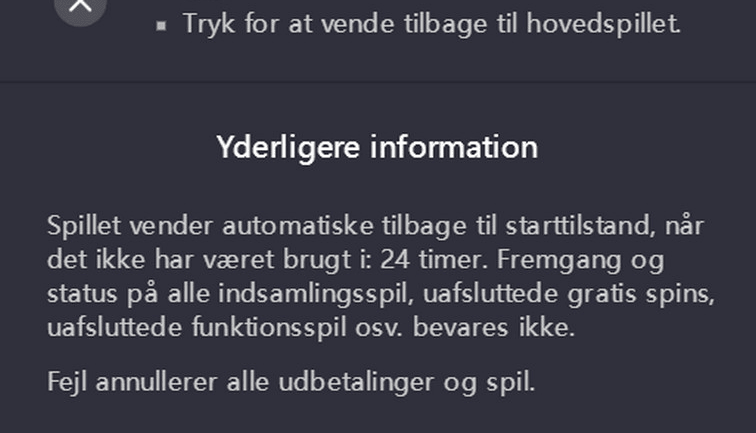 ▪ Tryk for at vende tilbage til hovedspillet.
Yderligere information
Spillet vender automatiske tilbage til starttilstand, når
det ikke har været brugt i: 24 timer. Fremgang og
status på alle indsamlingsspil, uafsluttede gratis spins,
uafsluttede funktionsspil osv. bevares ikke.
Fejl annullerer alle udbetalinger og spil.